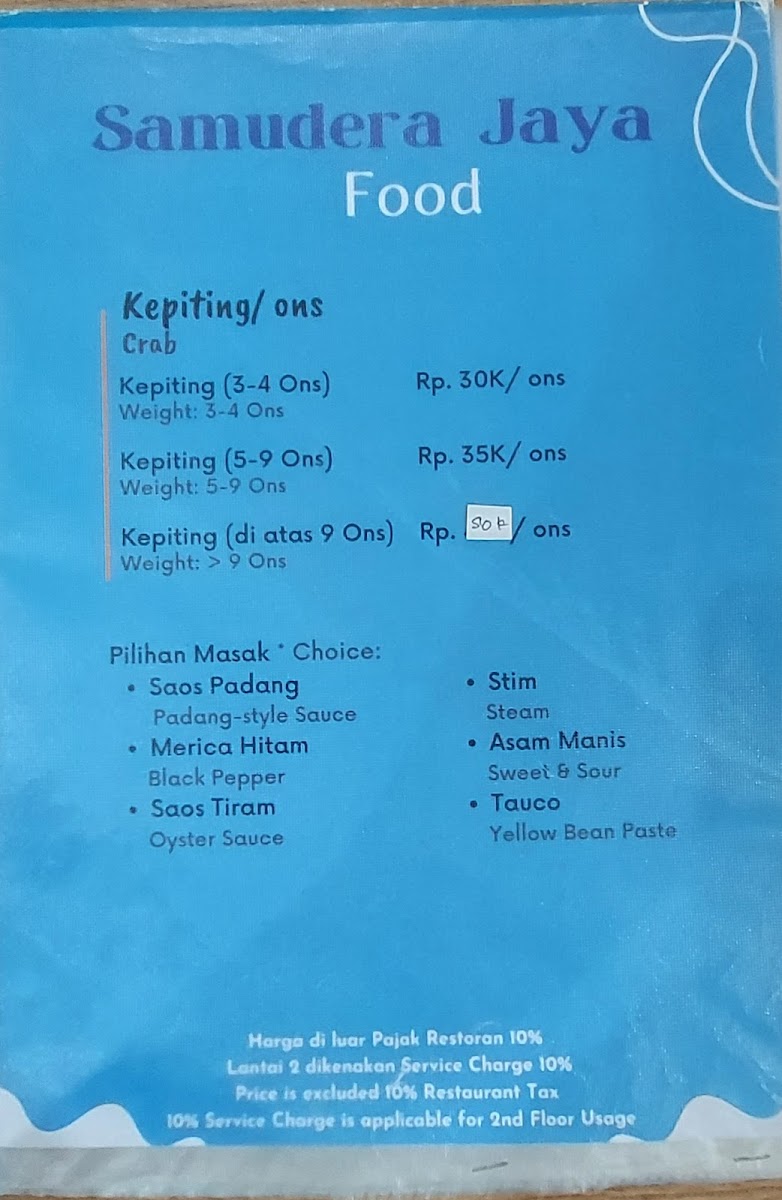 Samudera Jaya
Food
Kepiting/ ons
Crab
Kepiting (3-4 Ons) Rp. 30K/ ons
Weight: 3-4 Ons
Kepiting (5-9 Ons) Rp. 35K/ ons
Weight: 5-9 Ons
Kepiting (di atas 9 Ons) Rp. / ons
Weight: > 9 Ons
Pilihan Masak * Choice:
• Saos Padang
Padang-style Sauce
• Merica Hitam
Black Pepper
• Saos Tiram
Oyster Sauce
• Stim
Steam
• Asam Manis
Sweet & Sour
• Tauco
Yellow Bean Paste
Harga di luar Pajak Restoran 10%
Lantai 2 dikenakan Service Charge 10%
Price is excluded 10% Restaurant Tax
10% Service Charge is applicable for 2nd Floor Usage